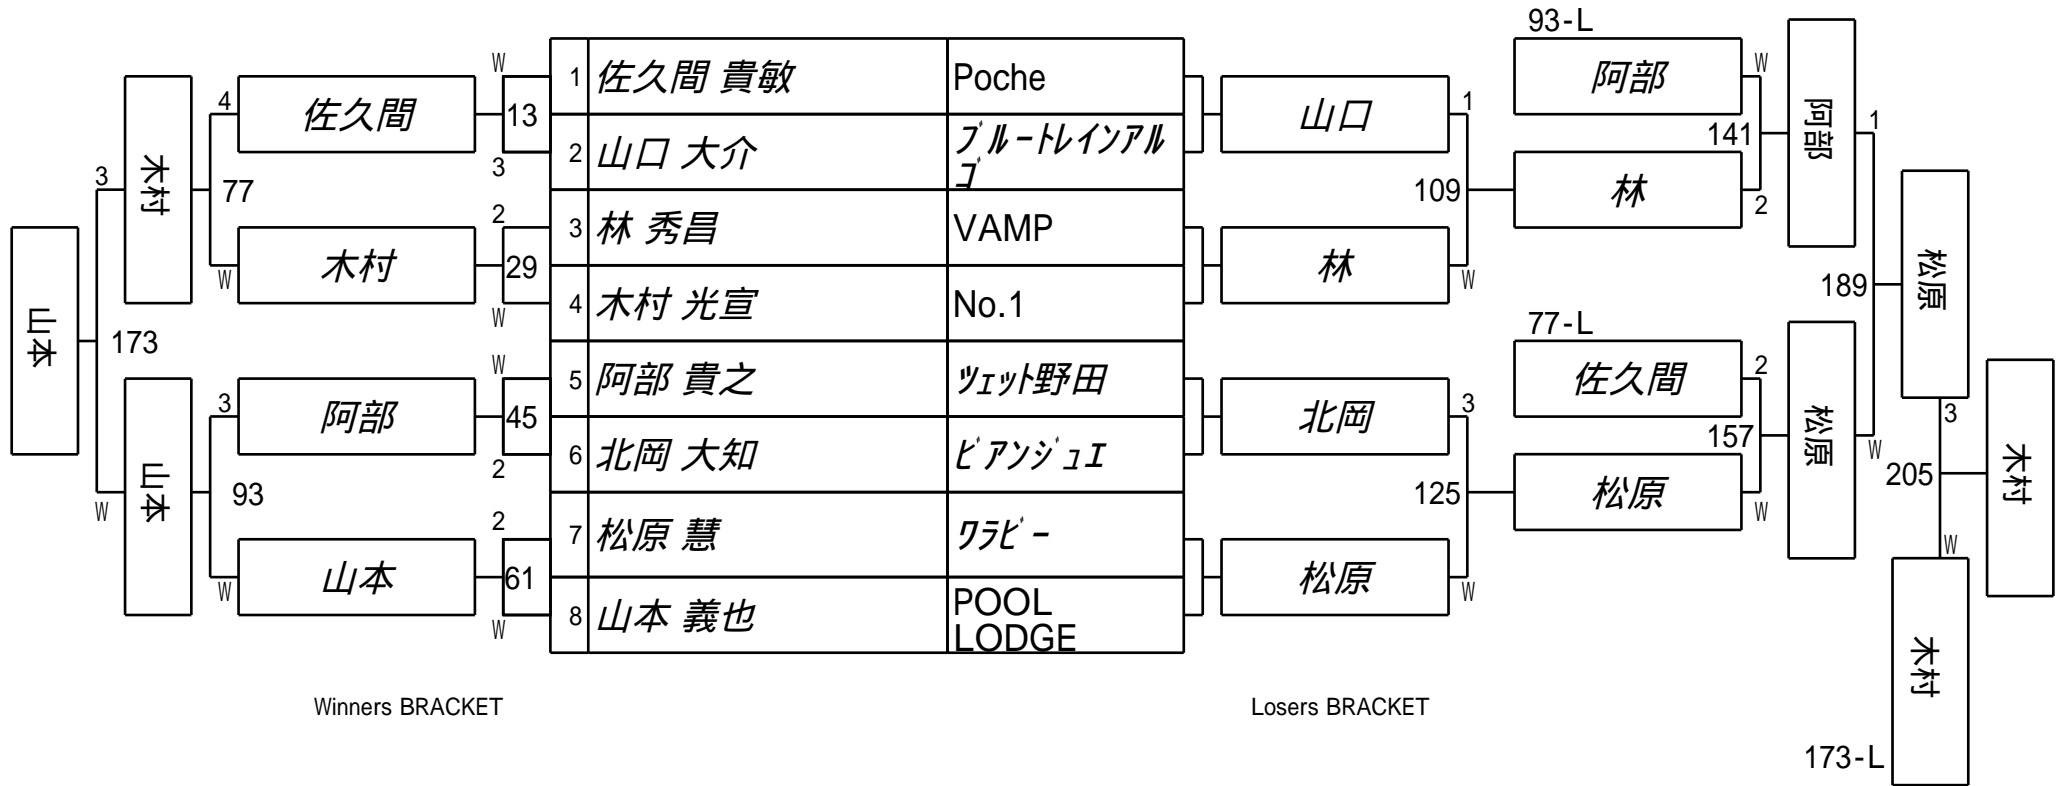 山本
3
173
W
木村
山本
4
77
W
3
93
W
佐久間
木村
阿部
山本
W
13
3
2
29
W
W
45
2
2
61
W
1 佐久間 貴敏 Poche
2 山口 大介 ﾌﾞﾙｰﾄﾚｲﾝｱﾙ
ｺﾞ
3 林 秀昌 VAMP
4 木村 光宣 No.1
5 阿部 貴之 ﾂｪｯﾄ野田
6 北岡 大知 ﾋﾞｱﾝｼﾞｭｴ
7 松原 慧 ﾜﾗﾋﾞｰ
8 山本 義也 POOL
LODGE
山口
林
北岡
松原
1
109
W
3
125
W
93-L
阿部
林
77-L
佐久間
松原
W
141
2
2
157
W
阿部
松原
1
189
W
松原
3
205
W
木村
173-L
木村
Winners BRACKET
Losers BRACKET